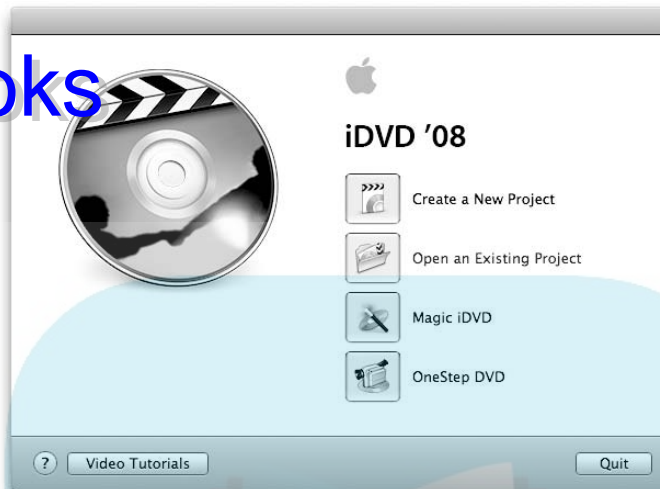 oks
iDVD ’08
Create a New Project
Open an Existing Project
Magic iDVD
OneStep DVD
? Video Tutorials Quit